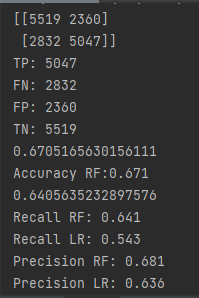 [[5519 2360]
 [2832 5047]]
TP: 5047
FN: 2832
FP: 2360
TN: 5519
0.6705165630156111
Accuracy RF:0.671
0.6405635232897576
Recall RF: 0.641
Recall LR: 0.543
Precision RF: 0.681
Precision LR: 0.636